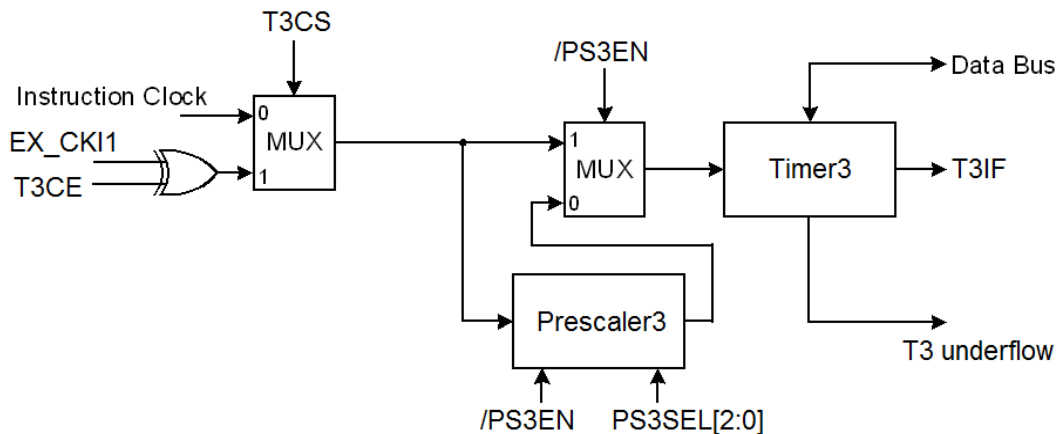 T3CS
/PS3EN
Data Bus
Instruction Clock
0
EX_CKI1
MUX
1
MUX
Timer3
T3IF
T3CE
1
0
Prescaler3
T3 underflow
/PS3EN
PS3SEL[2:0]